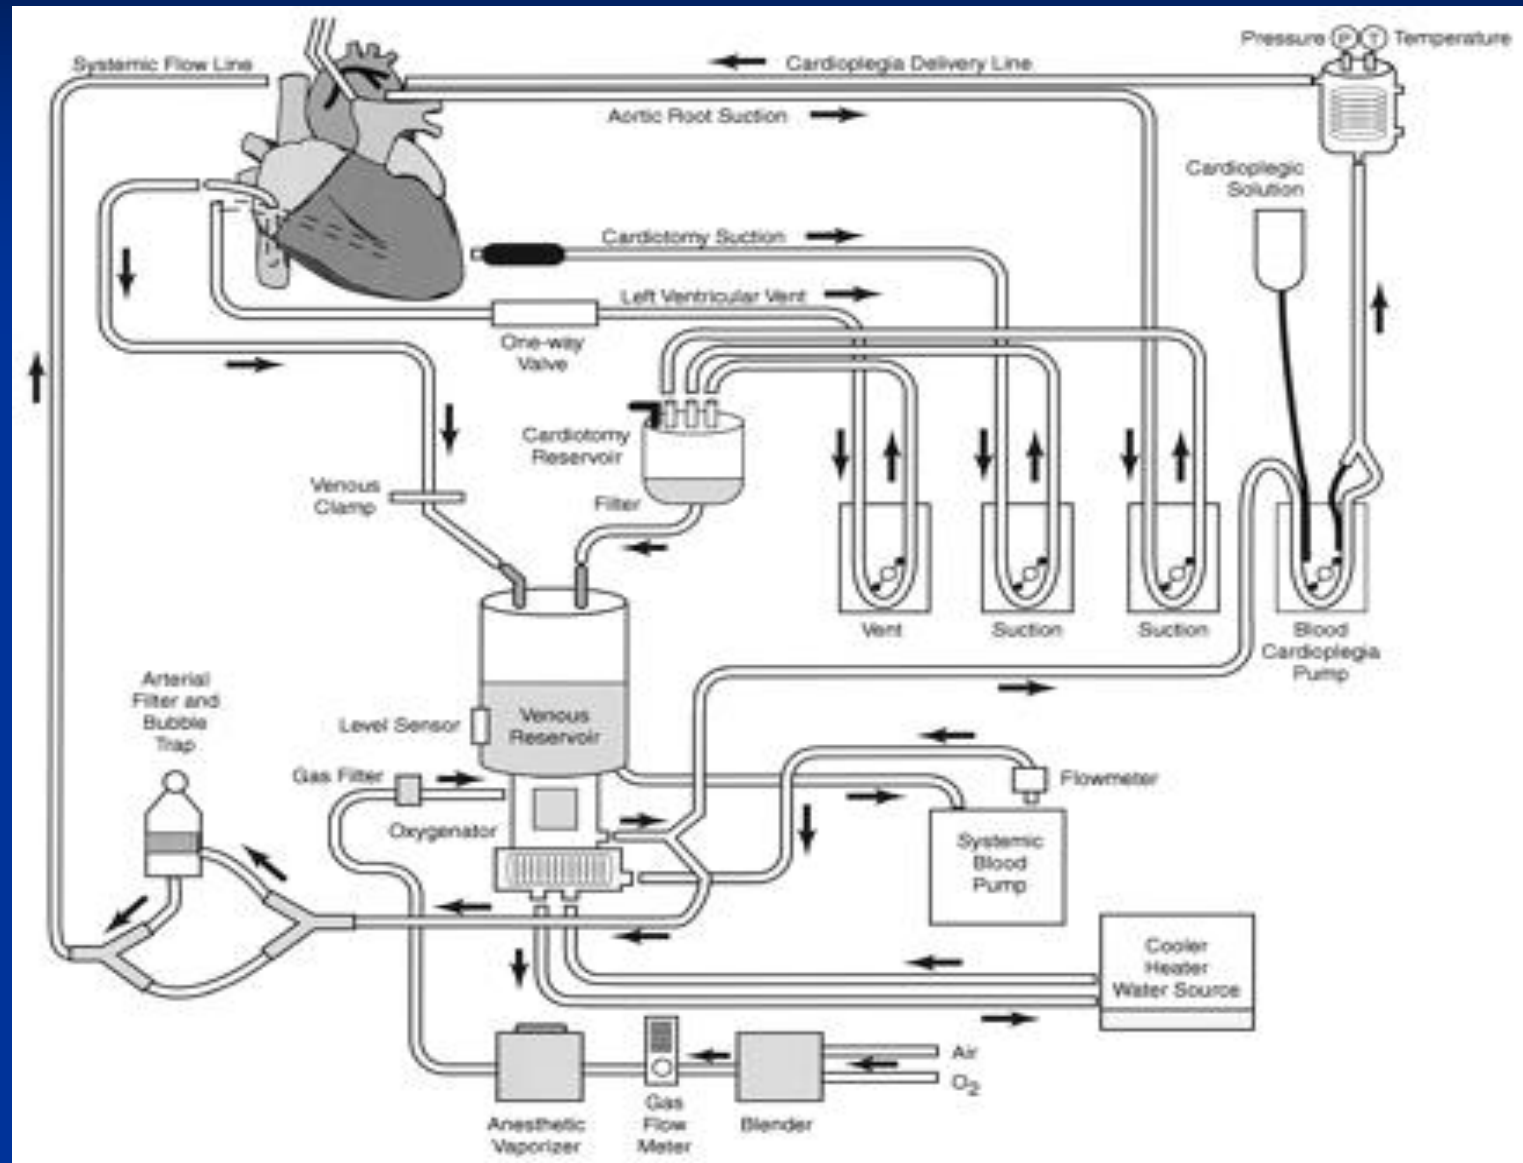 Systemic Flow Line
Cardioplegia Delivery Line
Pressure P T Temperature
Aortic Root Suction
Cardioplegic
Solution
Cardiotomy Suction
Left Ventricular Vent
One-way
Valve
Cardiotomy
Reservoir
Venous
Clamp
Filter
Vent
Suction
Suction
Blood
Cardioplegia
Pump
Arterial
Filter and
Bubble
Trap
Level Sensor
Venous
Reservoir
Gas Filter
Flowmeter
Oxygenator
Systemic
Blood
Pump
Cooler
Heater
Water Source
Air
O2
Anesthetic
Vaporizer
Gas
Flow
Meter
Blender